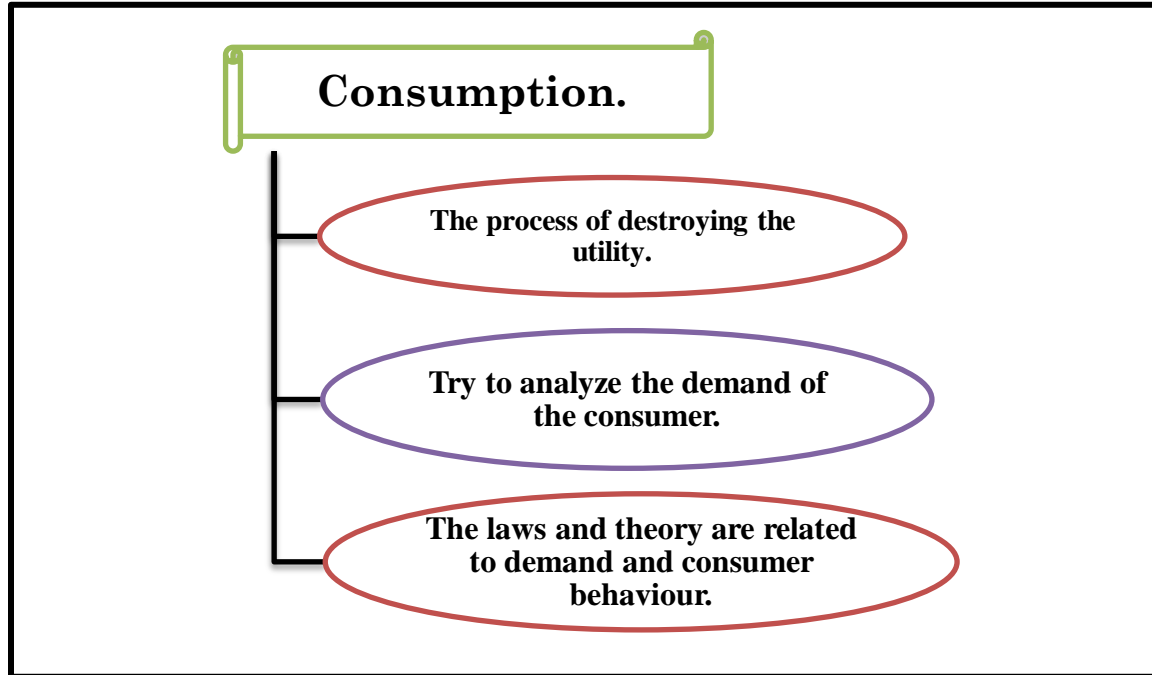 Consumption.
The process of destroying the
utility.
Try to analyze the demand of
the consumer.
The laws and theory are related
to demand and consumer
behaviour.